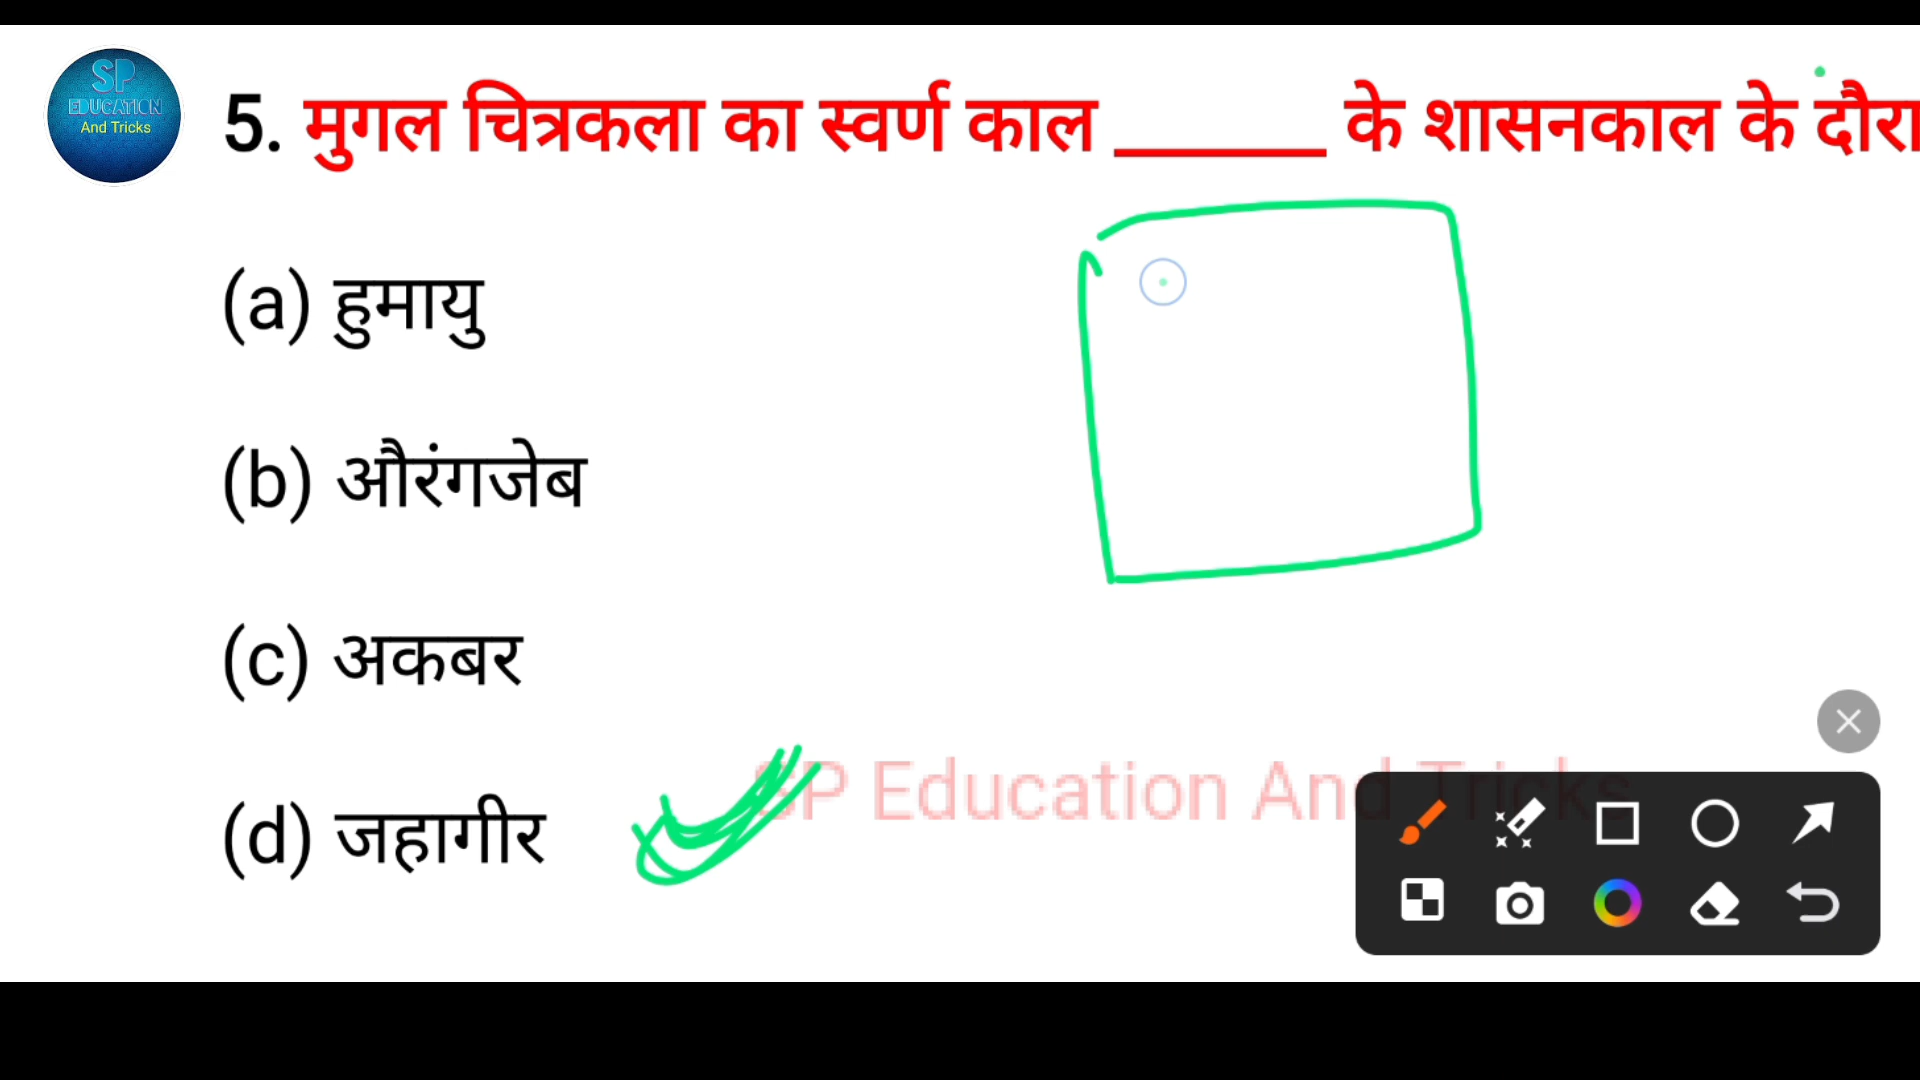 SP
EDUCATION
And Tricks
5. मुगल चित्रकला का स्वर्ण काल ______ के शासनकाल के दौरा
(a) हुमायु
(b) औरंगजेब
(c) अकबर
(d) जहागीर
SP Education And Tricks